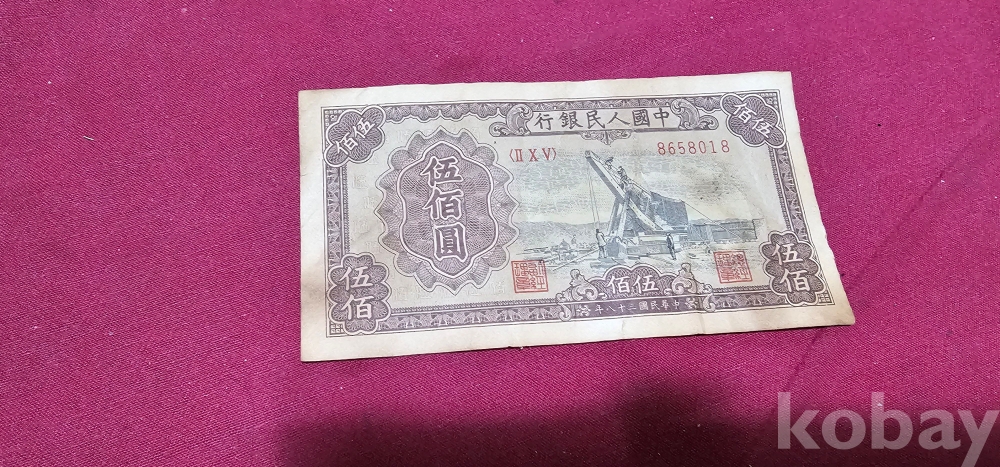 行銀民人國中
伍佰
伍佰
〈II X V〉
8658018
伍佰圓
伍佰
伍佰
伍佰
年八十三國民華中
kobay